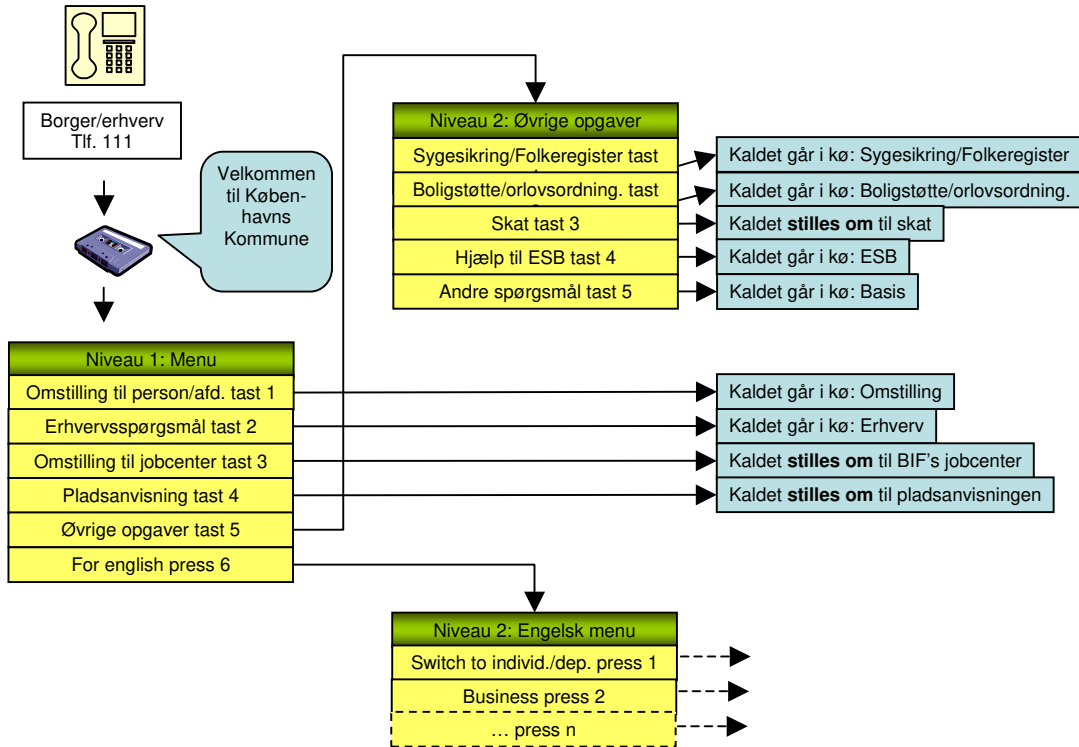 Borger/erhverv
Tlf. 111
Velkommen
til Køben-
havns
Kommune
Niveau 1: Menu
Omstilling til person/afd. tast 1
Erhvervsspørgsmål tast 2
Omstilling til jobcenter tast 3
Pladsanvisning tast 4
Øvrige opgaver tast 5
For english press 6
Kaldet går i kø: Omstilling
Kaldet går i kø: Erhverv
Kaldet stilles om til BIF's jobcenter
Kaldet stilles om til pladsanvisningen
Niveau 2: Øvrige opgaver
Sygesikring/Folkeregister tast
Boligstøtte/orlovsordning. tast
Skat tast 3
Hjælp til ESB tast 4
Andre spørgsmål tast 5
Kaldet går i kø: Sygesikring/Folkeregister
Kaldet går i kø: Boligstøtte/orlovsordning.
Kaldet stilles om til skat
Kaldet går i kø: ESB
Kaldet går i kø: Basis
Niveau 2: Engelsk menu
Switch to individ./dep. press 1
Business press 2
... press n